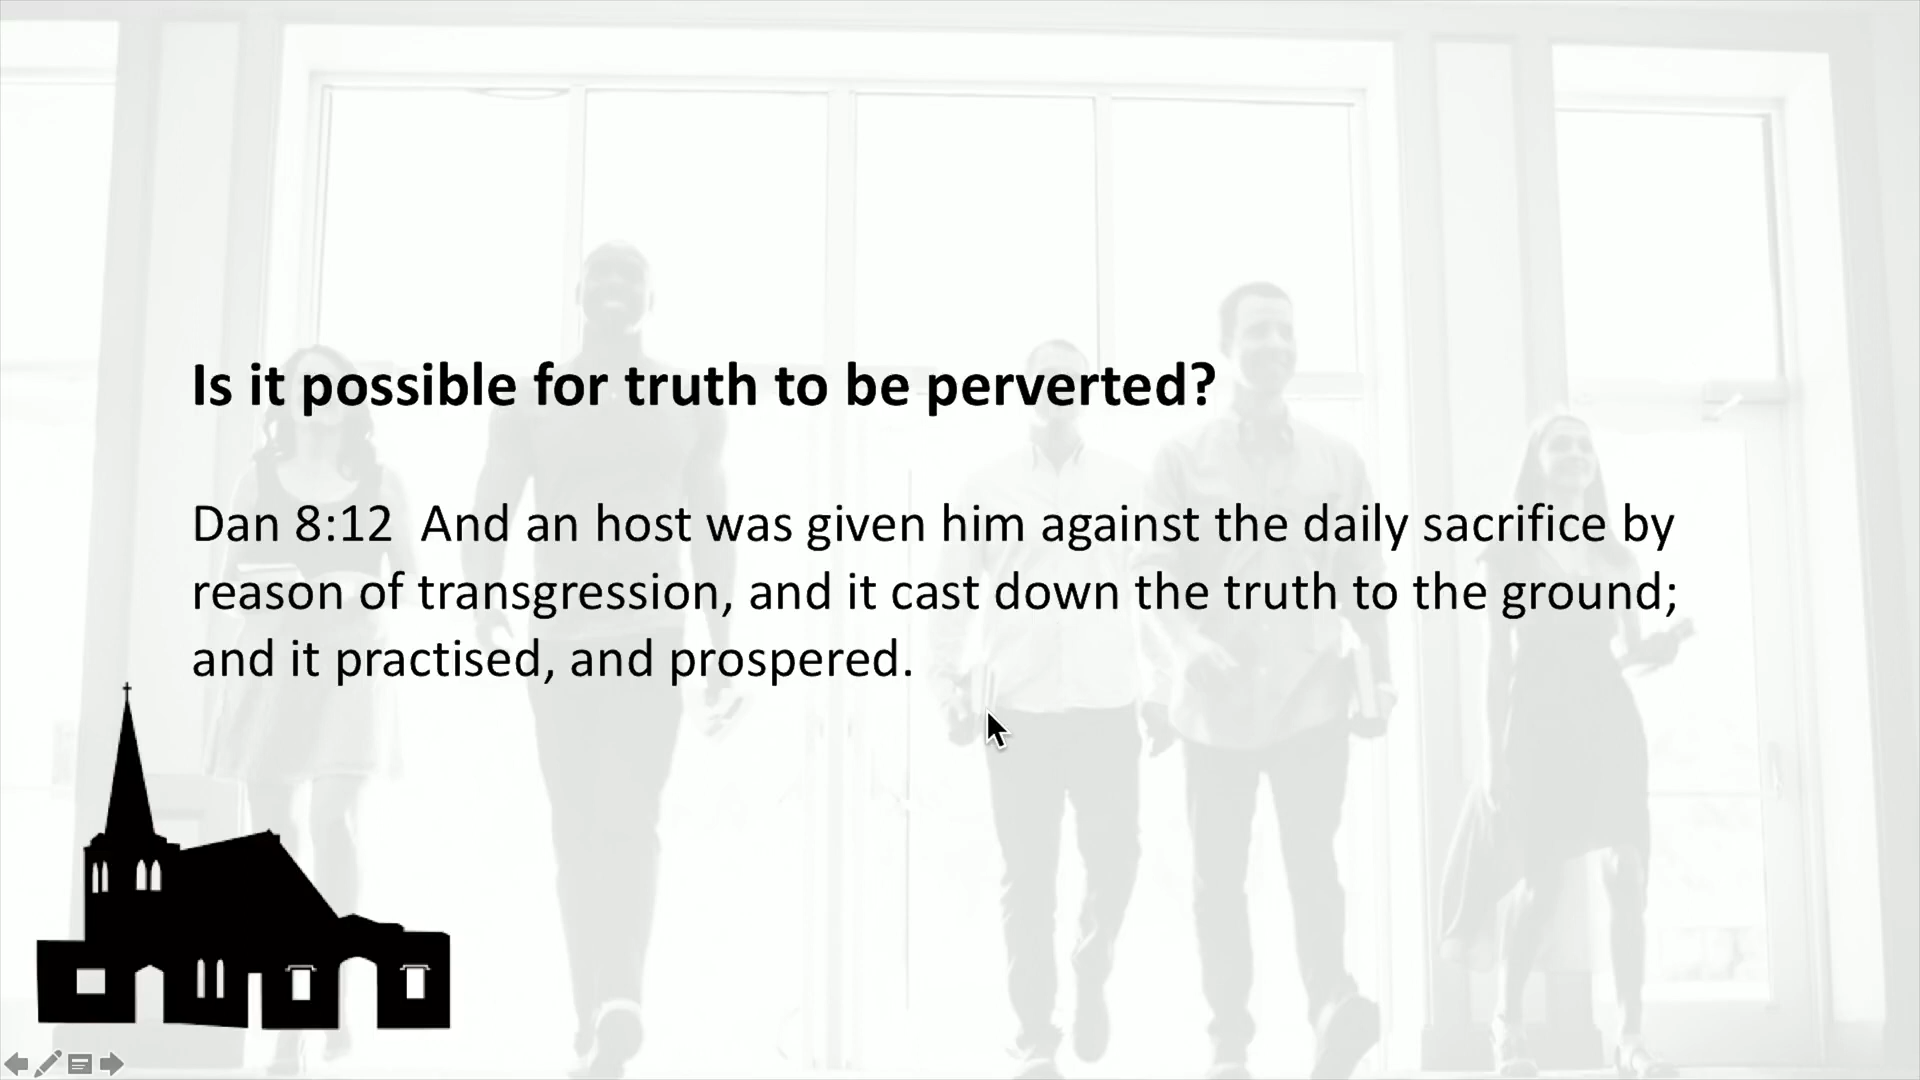 Is it possible for truth to be perverted?
Dan 8:12  And an host was given him against the daily sacrifice by
reason of transgression, and it cast down the truth to the ground;
and it practised, and prospered.